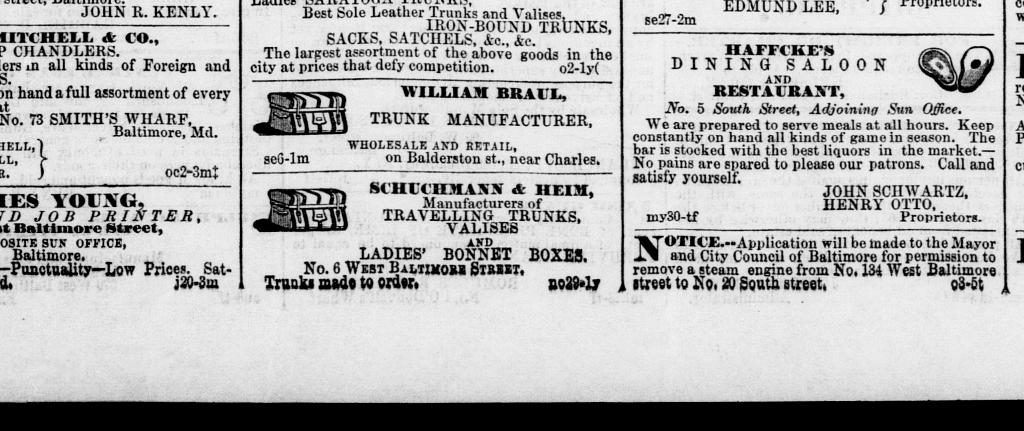 JOHN R. KENLY.
MITCHELL & CO.,
P CHANDLERS.
lers in all kinds of Foreign and
S.
on hand a full assortment of every
at
No. 73 SMITH'S WHARF,
Baltimore, Md.
HELL,
LL,
R. oc2-3m‡
IES YOUNG,
ND JOB PRINTER,
st Baltimore Street,
OSITE SUN OFFICE,
Baltimore.
—Punctuality—Low Prices. Sat-
d. j20-3m
Ladies' SARATOGA TRUNKS,
Best Sole Leather Trunks and Valises,
IRON-BOUND TRUNKS,
SACKS, SATCHELS, &c., &c.
The largest assortment of the above goods in the
city at prices that defy competition. o2-1y(
WILLIAM BRAUL,
TRUNK MANUFACTURER,
WHOLESALE AND RETAIL,
se6-1m on Balderston st., near Charles.
SCHUCHMANN & HEIM,
Manufacturers of
TRAVELLING TRUNKS,
VALISES
AND
LADIES' BONNET BOXES.
No. 6 WEST BALTIMORE STREET.
Trunks made to order. no29-1y
EDMUND LEE, } Proprietors.
se27-2m
HAFFCKE'S
DINING SALOON
AND
RESTAURANT,
No. 5 South Street, Adjoining Sun Office.
We are prepared to serve meals at all hours. Keep
constantly on hand all kinds of game in season. The
bar is stocked with the best liquors in the market.—
No pains are spared to please our patrons. Call and
satisfy yourself.
JOHN SCHWARTZ,
HENRY OTTO,
my30-tf Proprietors.
NOTICE.--Application will be made to the Mayor
and City Council of Baltimore for permission to
remove a steam engine from No. 134 West Baltimore
street to No. 20 South street. o3-5t